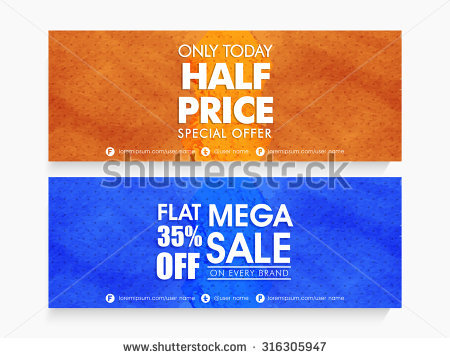 ONLY TODAY
HALF
PRICE
SPECIAL OFFER
loremipsum.com/user name @user name loremipsum.com/user name
FLAT
35%
OFF
MEGA
SALE
ON EVERY BRAND
loremipsum.com/user name @user name loremipsum.com/user name
shutterstock
www.shutterstock.com · 316305947